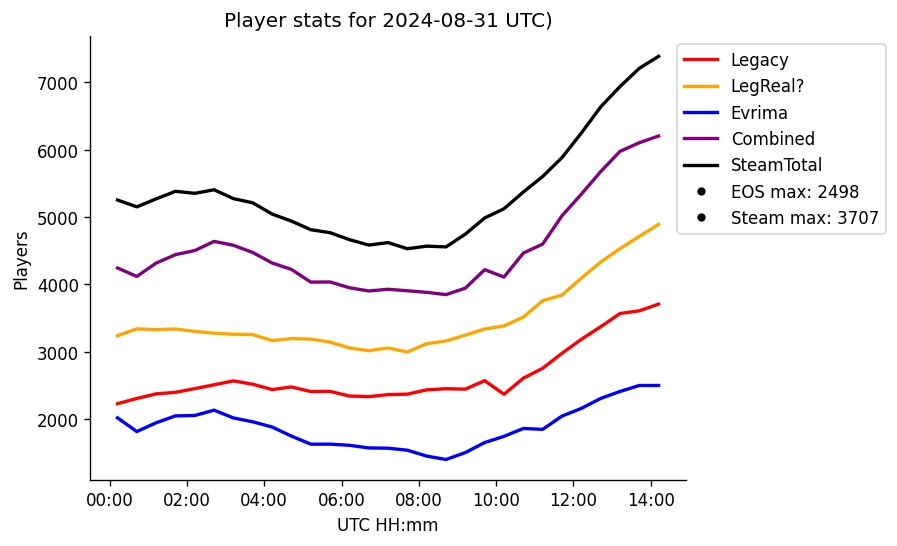 Player stats for 2024-08-31 UTC)
Players
7000
6000
5000
4000
3000
2000
00:00 02:00 04:00 06:00 08:00 10:00 12:00 14:00
UTC HH:mm
Legacy
LegReal?
Evrima
Combined
SteamTotal
EOS max: 2498
Steam max: 3707